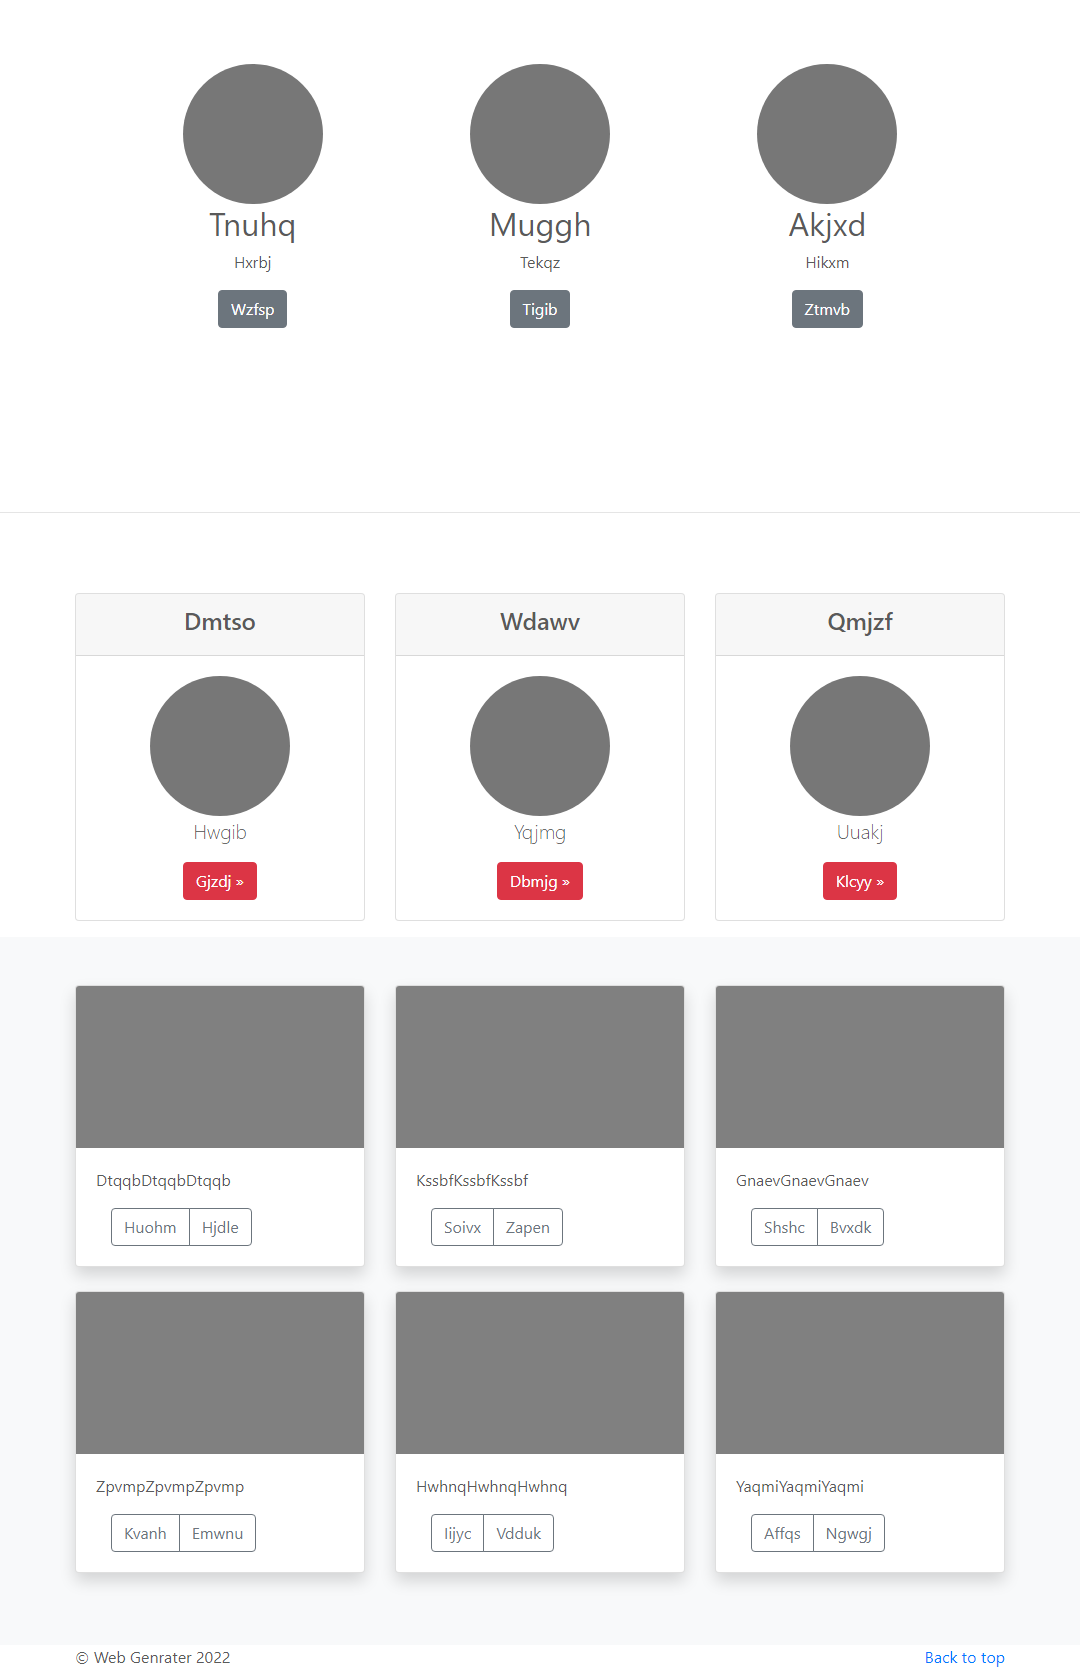 Tnuhq
Hxrbj
Wzfsp
Muggh
Tekqz
Tigib
Akjxd
Hikxm
Ztmvb
Dmtso
Hwgib
Gjzdj »
Wdawv
Yqjmg
Dbmjg »
Qmjzf
Uuakj
Klcyy »
DtqqbDtqqbDtqqb
Huohm Hjdle
KssbfKssbfKssbf
Soivx Zapen
GnaevGnaevGnaev
Shshc Bvxdk
ZpvmpZpvmpZpvmp
Kvanh Emwnu
HwhnqHwhnqHwhnq
Iijyc Vdduk
YaqmiYaqmiYaqmi
Affqs Ngwgj
© Web Genrater 2022
Back to top